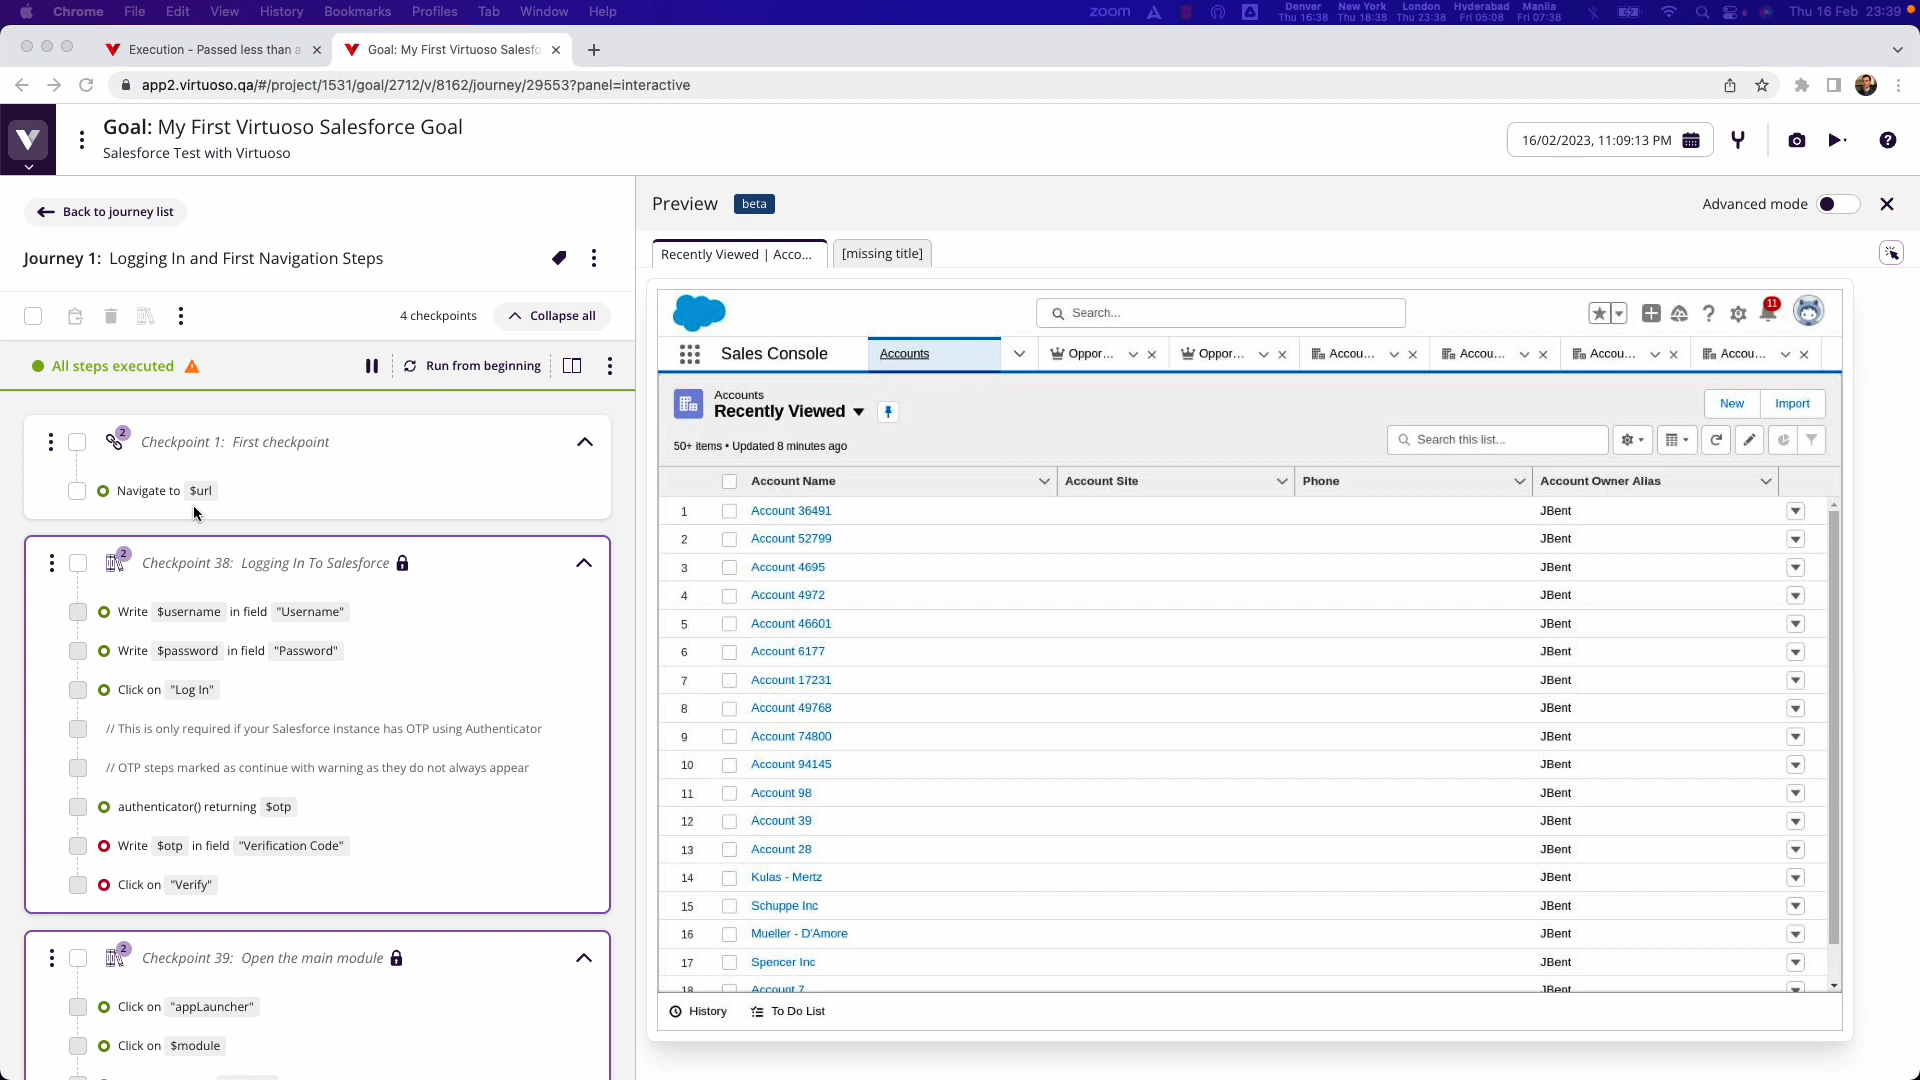 Chrome File Edit View History Bookmarks Profiles Tab Window Help
zoom
Denver Thu 16:38
New York Thu 18:38
London Thu 23:38
Hyderabad Fri 05:08
Manila Fri 07:38
Thu 16 Feb 23:39
Execution - Passed less than a
Goal: My First Virtuoso Salesfo
app2.virtuoso.qa/#/project/1531/goal/2712/v/8162/journey/29553?panel=interactive
Goal: My First Virtuoso Salesforce Goal
Salesforce Test with Virtuoso
16/02/2023, 11:09:13 PM
Back to journey list
Journey 1: Logging In and First Navigation Steps
4 checkpoints
Collapse all
All steps executed
Run from beginning
2
Checkpoint 1: First checkpoint
Navigate to $url
2
Checkpoint 38: Logging In To Salesforce
Write $username in field "Username"
Write $password in field "Password"
Click on "Log In"
// This is only required if your Salesforce instance has OTP using Authenticator
// OTP steps marked as continue with warning as they do not always appear
authenticator() returning $otp
Write $otp in field "Verification Code"
Click on "Verify"
2
Checkpoint 39: Open the main module
Click on "appLauncher"
Click on $module
Preview beta
Advanced mode
Recently Viewed | Acco...
[missing title]
Search...
11
Sales Console
Accounts
Oppor...
Oppor...
Accou...
Accou...
Accou...
Accou...
Accounts
Recently Viewed
New
Import
50+ items • Updated 8 minutes ago
Search this list...
Account Name Account Site Phone Account Owner Alias
1 Account 36491 JBent
2 Account 52799 JBent
3 Account 4695 JBent
4 Account 4972 JBent
5 Account 46601 JBent
6 Account 6177 JBent
7 Account 17231 JBent
8 Account 49768 JBent
9 Account 74800 JBent
10 Account 94145 JBent
11 Account 98 JBent
12 Account 39 JBent
13 Account 28 JBent
14 Kulas - Mertz JBent
15 Schuppe Inc JBent
16 Mueller - D'Amore JBent
17 Spencer Inc JBent
18 Account 7 JBent
History
To Do List